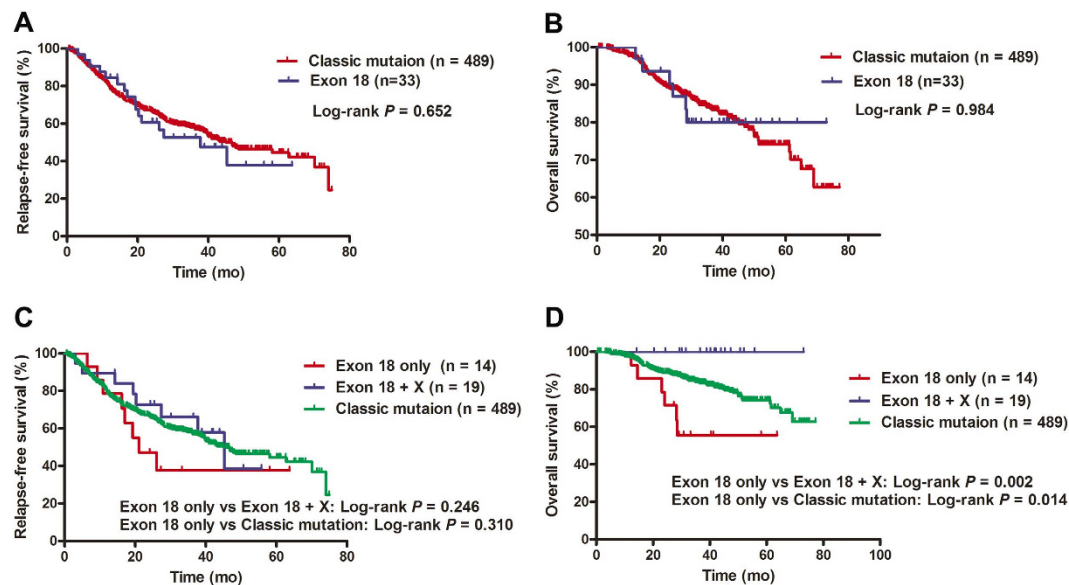 A
Relapse-free survival (%)
100
80
60
40
20
0
0 20 40 60 80
Time (mo)
Classic mutaion (n = 489)
Exon 18 (n=33)
Log-rank P = 0.652
B
Overall survival (%)
100
90
80
70
60
50
0 20 40 60 80
Time (mo)
Classic mutaion (n = 489)
Exon 18 (n=33)
Log-rank P = 0.984
C
Relapse-free survival (%)
100
80
60
40
20
0
0 20 40 60 80
Time (mo)
Exon 18 only (n = 14)
Exon 18 + X (n = 19)
Classic mutaion (n = 489)
Exon 18 only vs Exon 18 + X: Log-rank P = 0.246
Exon 18 only vs Classic mutation: Log-rank P = 0.310
D
Overall survival (%)
100
80
60
40
20
0
0 20 40 60 80 100
Time (mo)
Exon 18 only (n = 14)
Exon 18 + X (n = 19)
Classic mutaion (n = 489)
Exon 18 only vs Exon 18 + X: Log-rank P = 0.002
Exon 18 only vs Classic mutation: Log-rank P = 0.014